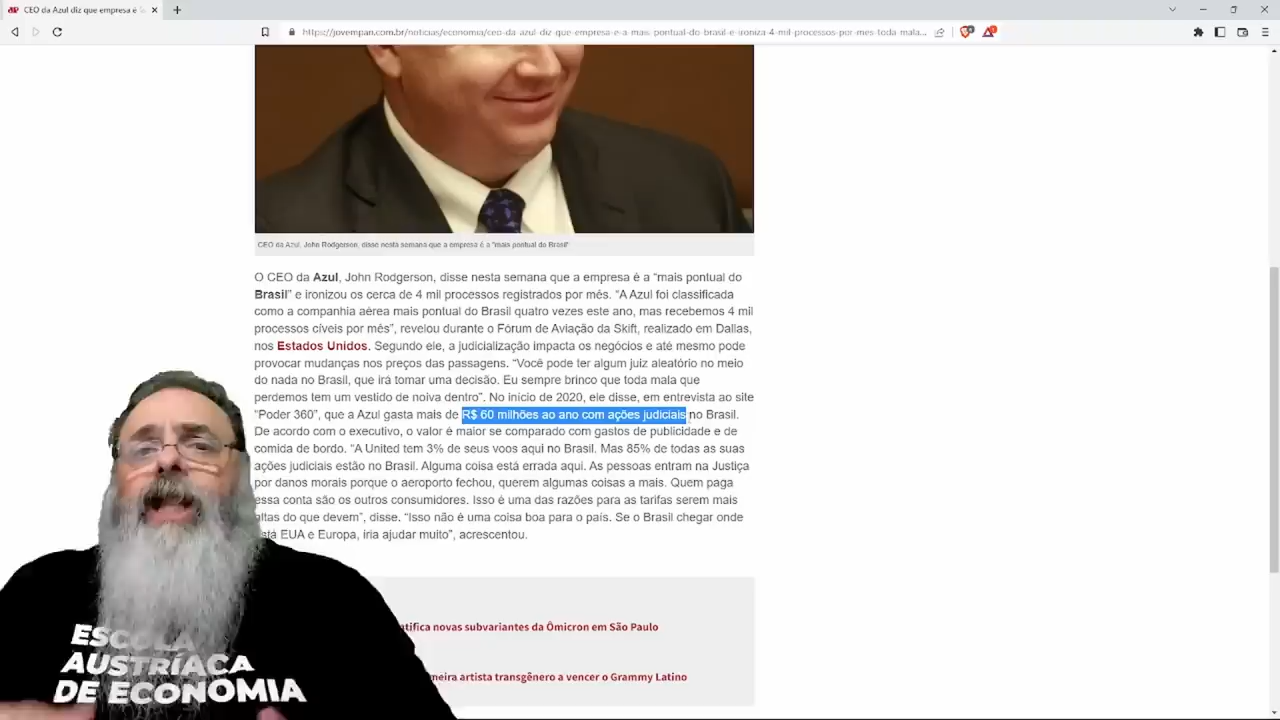 CEO da Azul diz que empresa é
https://jovempan.com.br/noticias/economia/ceo-da-azul-diz-que-empresa-e-a-mais-pontual-do-brasil-e-ironiza-4-mil-processos-por-mes-toda-mala...
CEO da Azul, John Rodgerson, disse nesta semana que a empresa é a "mais pontual do Brasil"
O CEO da Azul, John Rodgerson, disse nesta semana que a empresa é a “mais pontual do
Brasil” e ironizou os cerca de 4 mil processos registrados por mês. “A Azul foi classificada
como a companhia aérea mais pontual do Brasil quatro vezes este ano, mas recebemos 4 mil
processos cíveis por mês”, revelou durante o Fórum de Aviação da Skift, realizado em Dallas,
nos Estados Unidos. Segundo ele, a judicialização impacta os negócios e até mesmo pode
provocar mudanças nos preços das passagens. “Você pode ter algum juiz aleatório no meio
do nada no Brasil, que irá tomar uma decisão. Eu sempre brinco que toda mala que
perdemos tem um vestido de noiva dentro”. No início de 2020, ele disse, em entrevista ao site
“Poder 360”, que a Azul gasta mais de R$ 60 milhões ao ano com ações judiciais no Brasil.
De acordo com o executivo, o valor é maior se comparado com gastos de publicidade e de
comida de bordo. “A United tem 3% de seus voos aqui no Brasil. Mas 85% de todas as suas
ações judiciais estão no Brasil. Alguma coisa está errada aqui. As pessoas entram na Justiça
por danos morais porque o aeroporto fechou, querem algumas coisas a mais. Quem paga
essa conta são os outros consumidores. Isso é uma das razões para as tarifas serem mais
altas do que devem”, disse. “Isso não é uma coisa boa para o país. Se o Brasil chegar onde
está EUA e Europa, iria ajudar muito”, acrescentou.
novas subvariantes da Ômicron em São Paulo
artista transgênero a vencer o Grammy Latino
ESCOLA
AUSTRÍACA
DE ECONOMIA